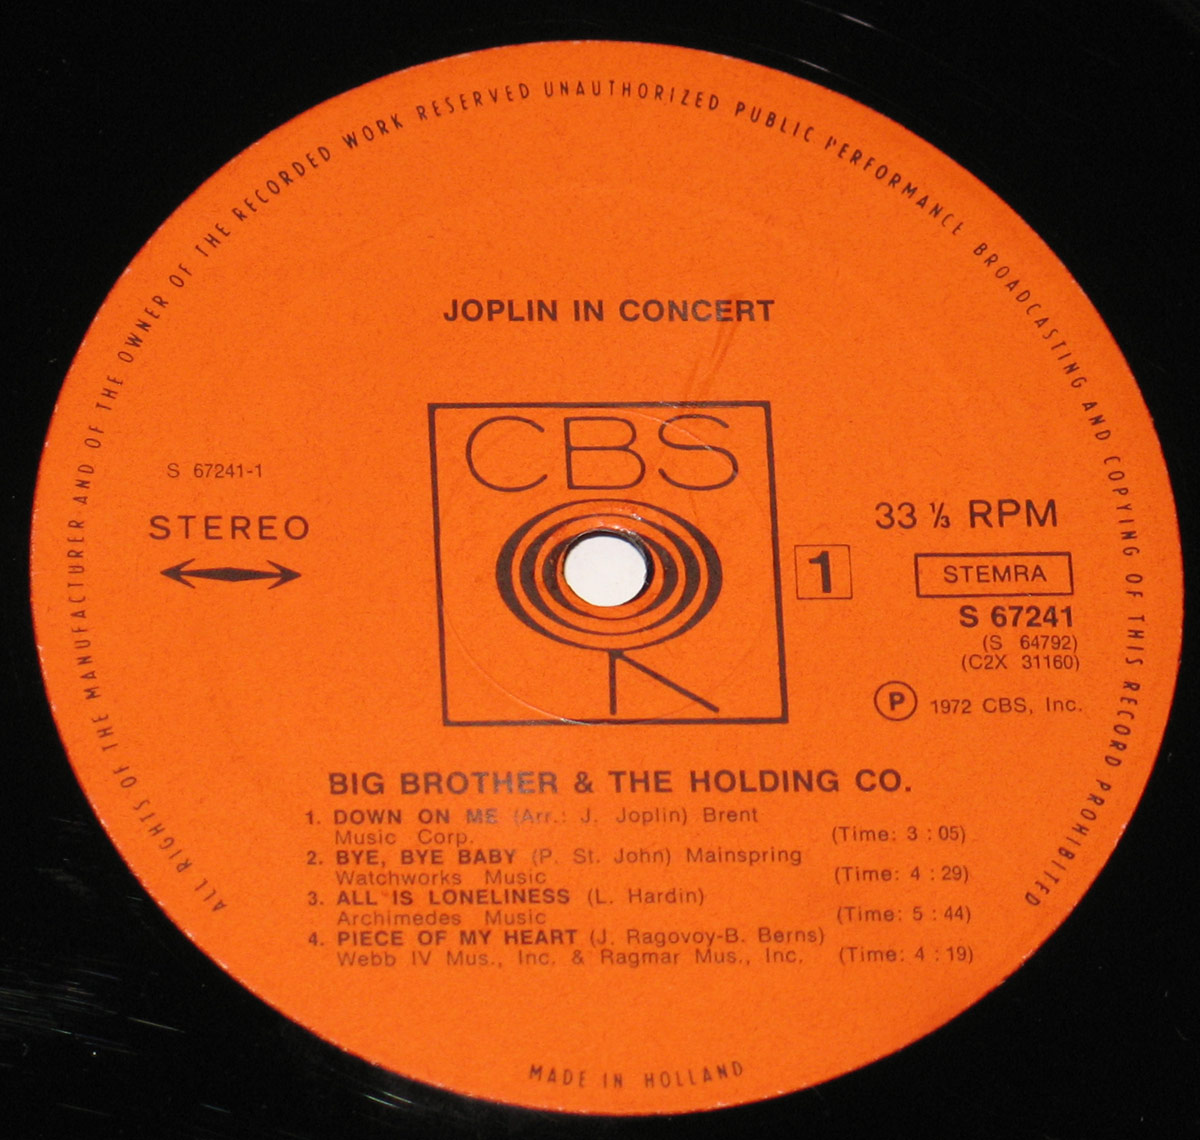 ALL RIGHTS OF THE MANUFACTURER AND OF THE OWNER OF THE RECORDED WORK RESERVED UNAUTHORIZED PUBLIC PERFORMANCE BROADCASTING AND COPYING OF THIS RECORD PROHIBITED
JOPLIN IN CONCERT
CBS
S 67241-1
STEREO
1
33 ⅓ RPM
STEMRA
S 67241
(S 64792)
(C2X 31160)
Ⓟ 1972 CBS, Inc.
BIG BROTHER & THE HOLDING CO.
1. DOWN ON ME (Arr.: J. Joplin) Brent
Music Corp. (Time: 3 : 05)
2. BYE, BYE BABY (P. St. John) Mainspring
Watchworks Music (Time: 4 : 29)
3. ALL IS LONELINESS (L. Hardin)
Archimedes Music (Time: 5 : 44)
4. PIECE OF MY HEART (J. Ragovoy-B. Berns)
Webb IV Mus., Inc. & Ragmar Mus., Inc. (Time: 4 : 19)
MADE IN HOLLAND